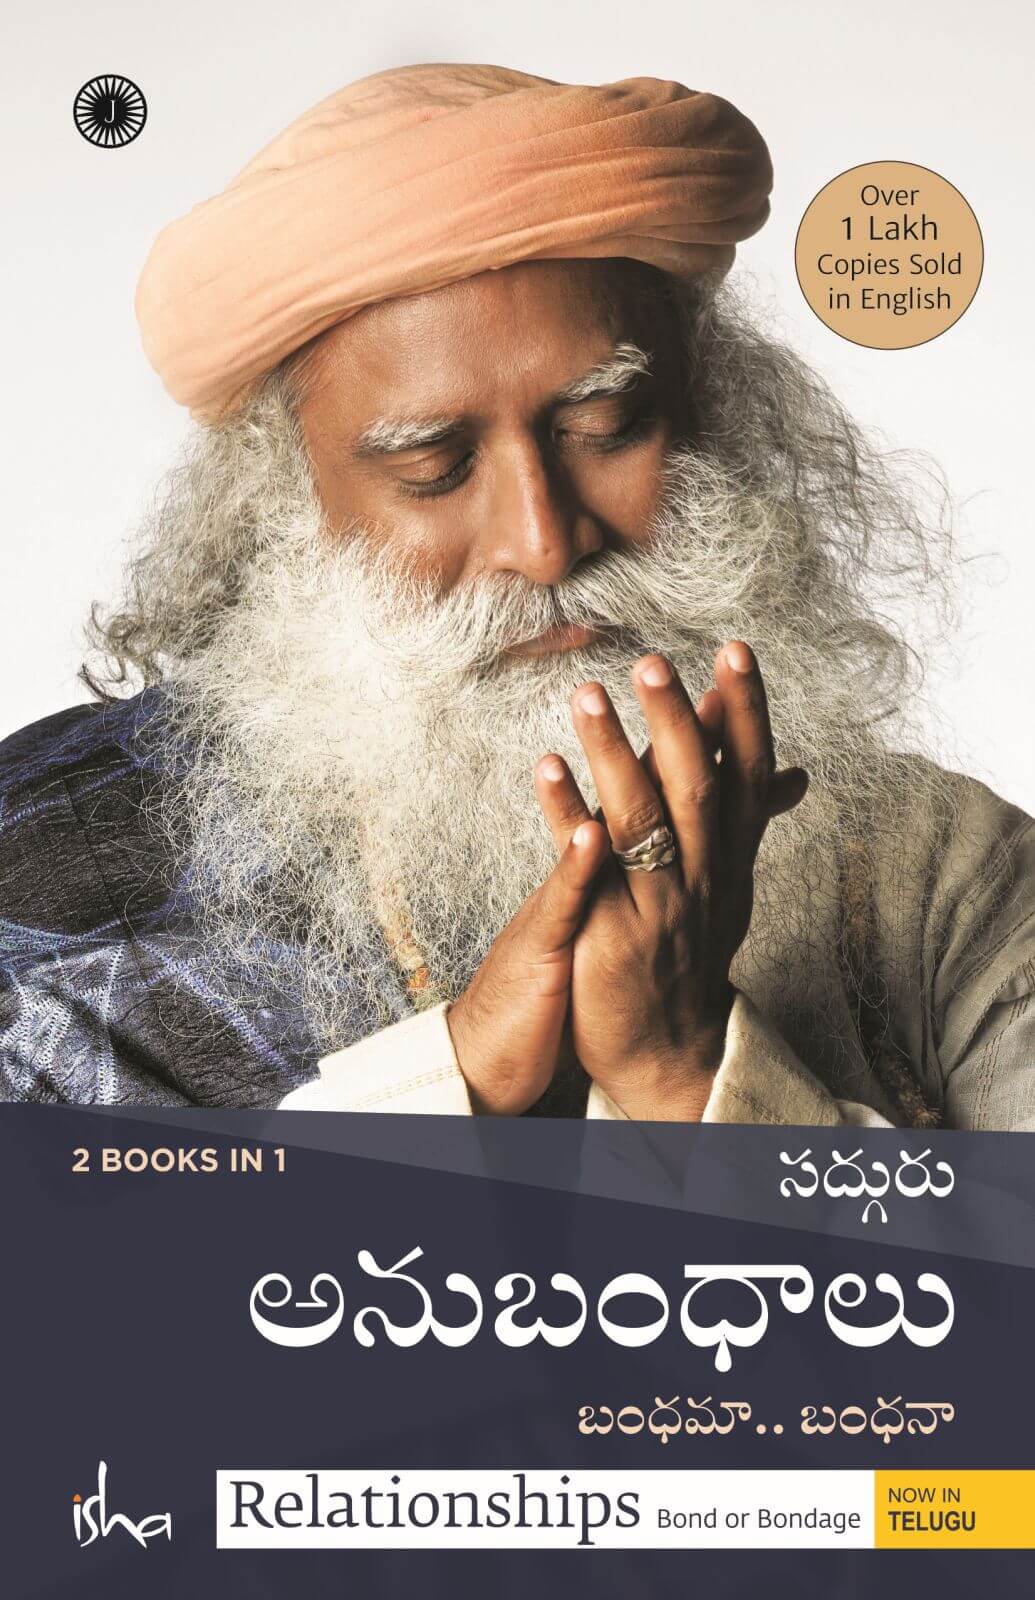 J
Over
1 Lakh
Copies Sold
in English
2 BOOKS IN 1
సద్గురు
అనుబంధాలు
బంధమా.. బంధనా
isha
Relationships Bond or Bondage
NOW IN
TELUGU